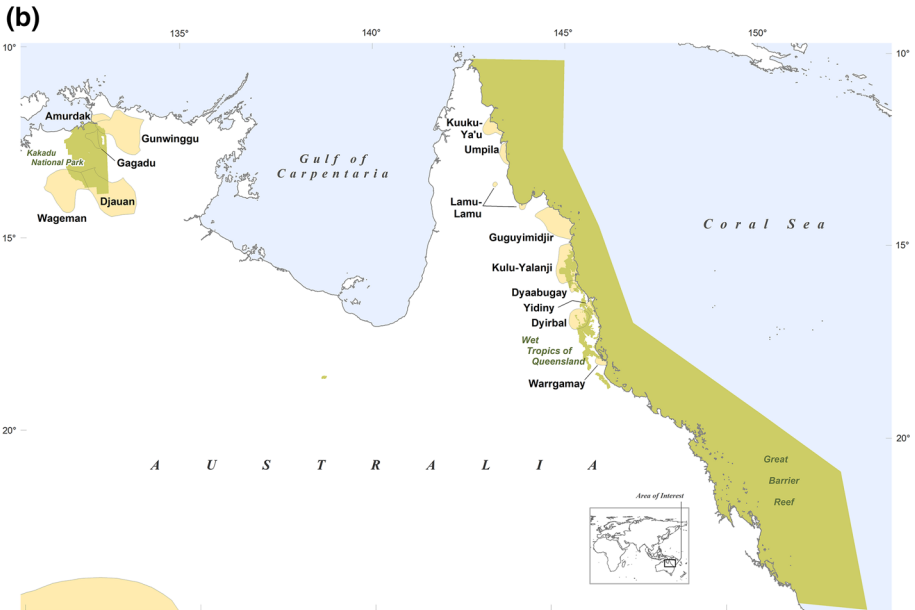 (b)
135°
140°
145°
150°
10°
10°
Amurdak
Gunwinggu
Kakadu
National Park
Gagadu
Djauan
Wageman
Gulf of
Carpentaria
Kuuku-
Ya'u
Umpila
Lamu-
Lamu
Coral Sea
15°
15°
Guguyimidjir
Kulu-Yalanji
Dyaabugay
Yidiny
Dyirbal
Wet
Tropics of
Queensland
Warrgamay
20°
20°
AUSTRALIA
Great
Barrier
Reef
Area of Interest